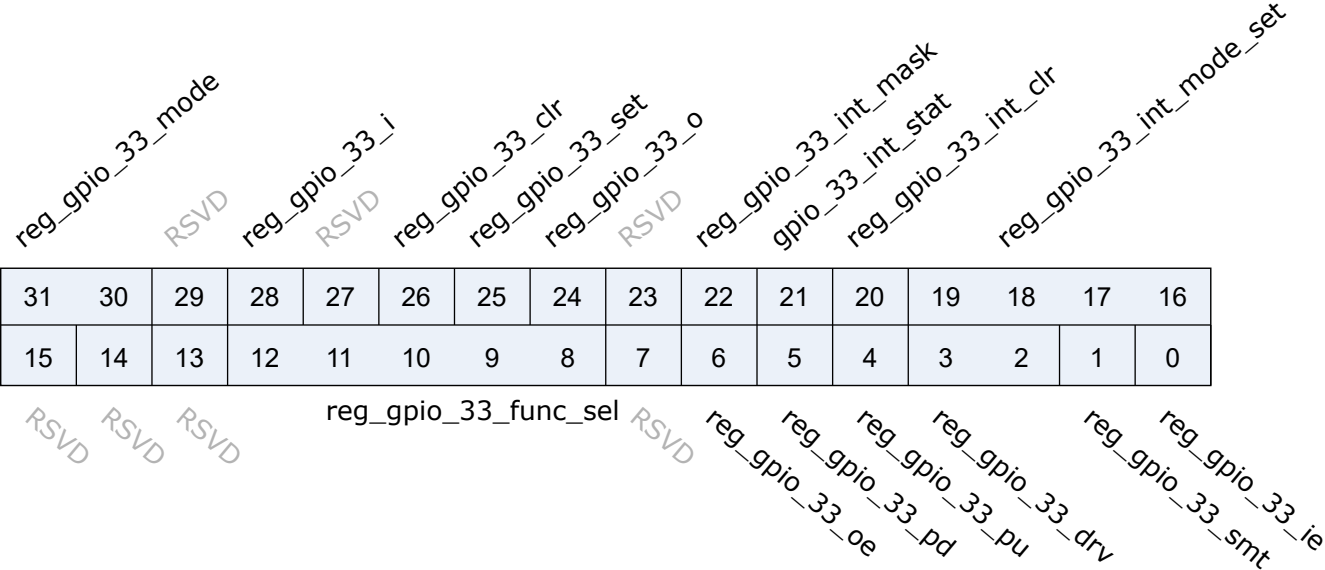 reg_gpio_33_mode
RSVD
reg_gpio_33_i
RSVD
reg_gpio_33_clr
reg_gpio_33_set
reg_gpio_33_o
RSVD
reg_gpio_33_int_mask
gpio_33_int_stat
reg_gpio_33_int_clr
reg_gpio_33_int_mode_set
31 30 29 28 27 26 25 24 23 22 21 20 19 18 17 16
15 14 13 12 11 10 9 8 7 6 5 4 3 2 1 0
RSVD
RSVD
RSVD
reg_gpio_33_func_sel
RSVD
reg_gpio_33_oe
reg_gpio_33_pd
reg_gpio_33_pu
reg_gpio_33_drv
reg_gpio_33_smt
reg_gpio_33_ie